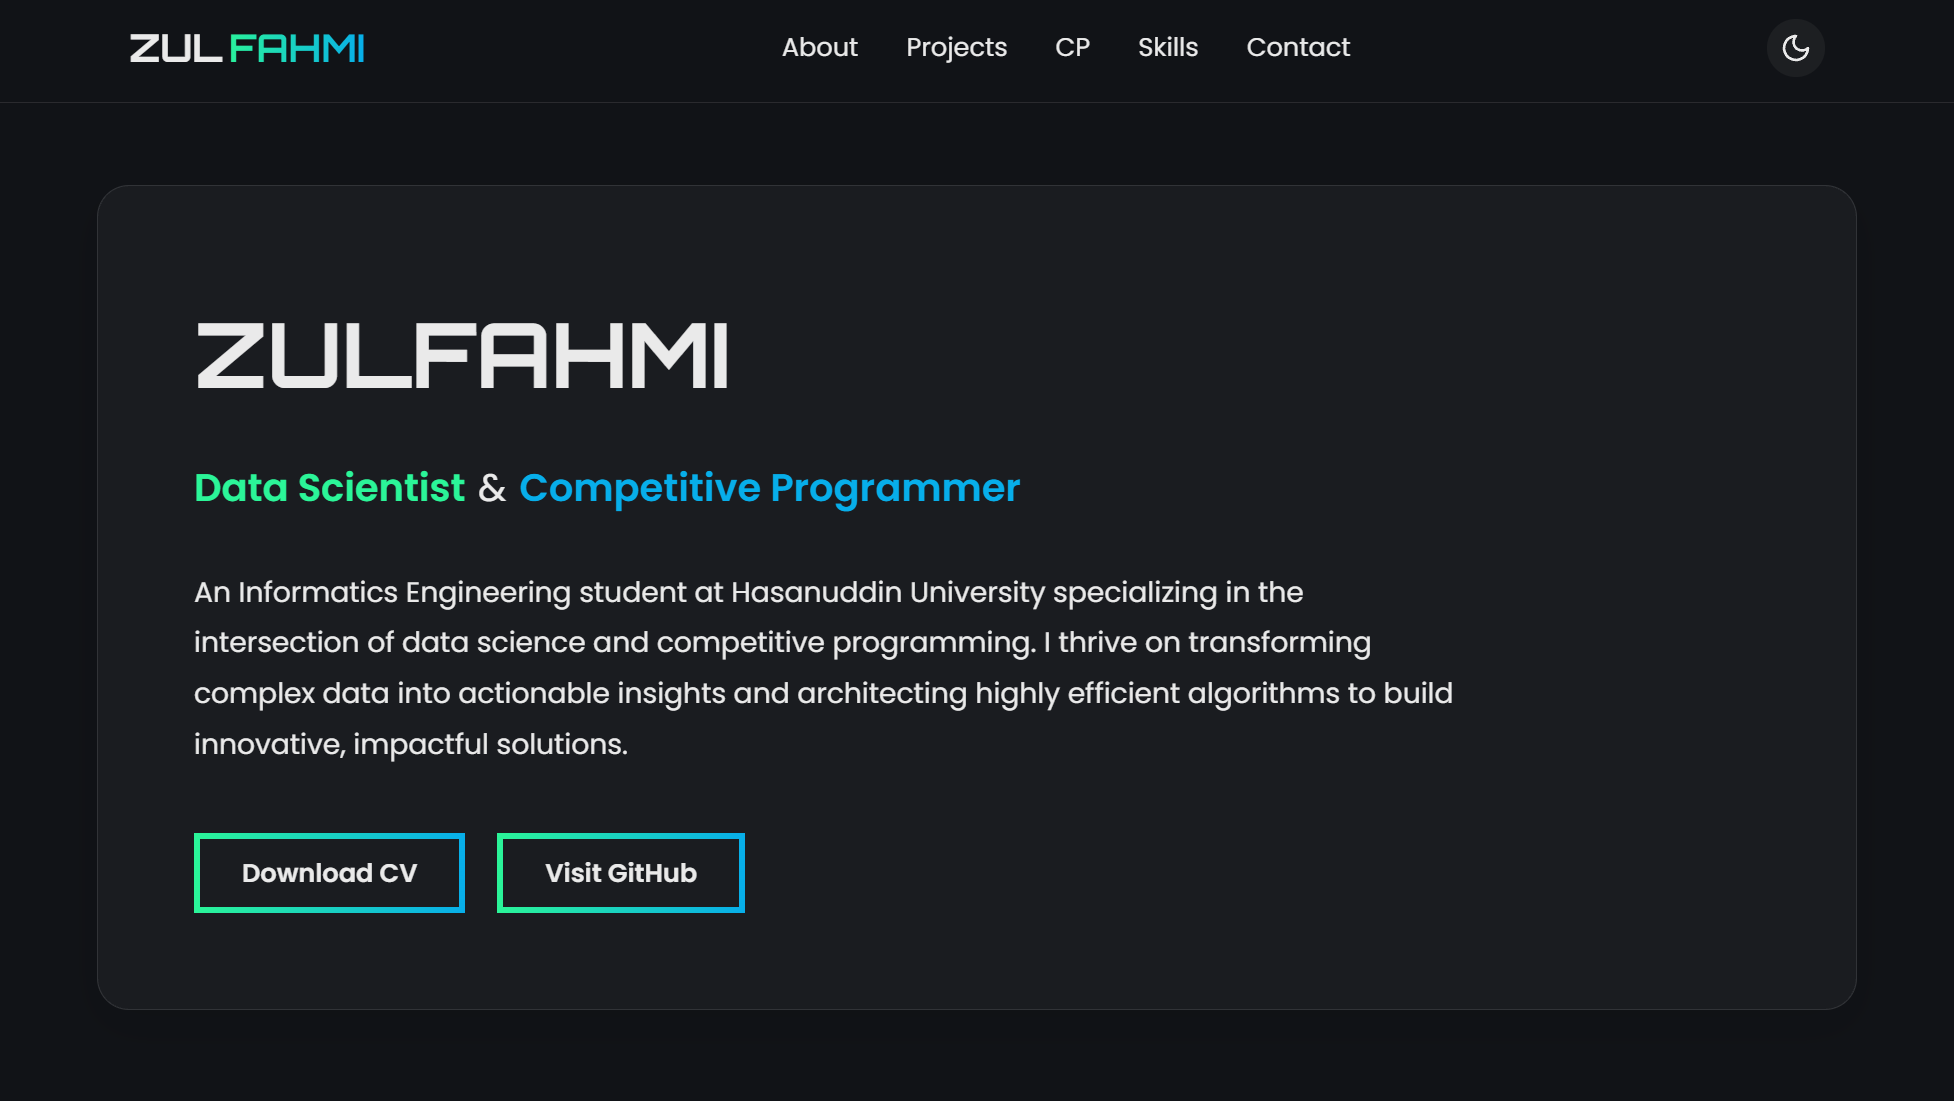 ZUL FAHMI
About Projects CP Skills Contact
ZULFAHMI
Data Scientist & Competitive Programmer
An Informatics Engineering student at Hasanuddin University specializing in the
intersection of data science and competitive programming. I thrive on transforming
complex data into actionable insights and architecting highly efficient algorithms to build
innovative, impactful solutions.
Download CV Visit GitHub